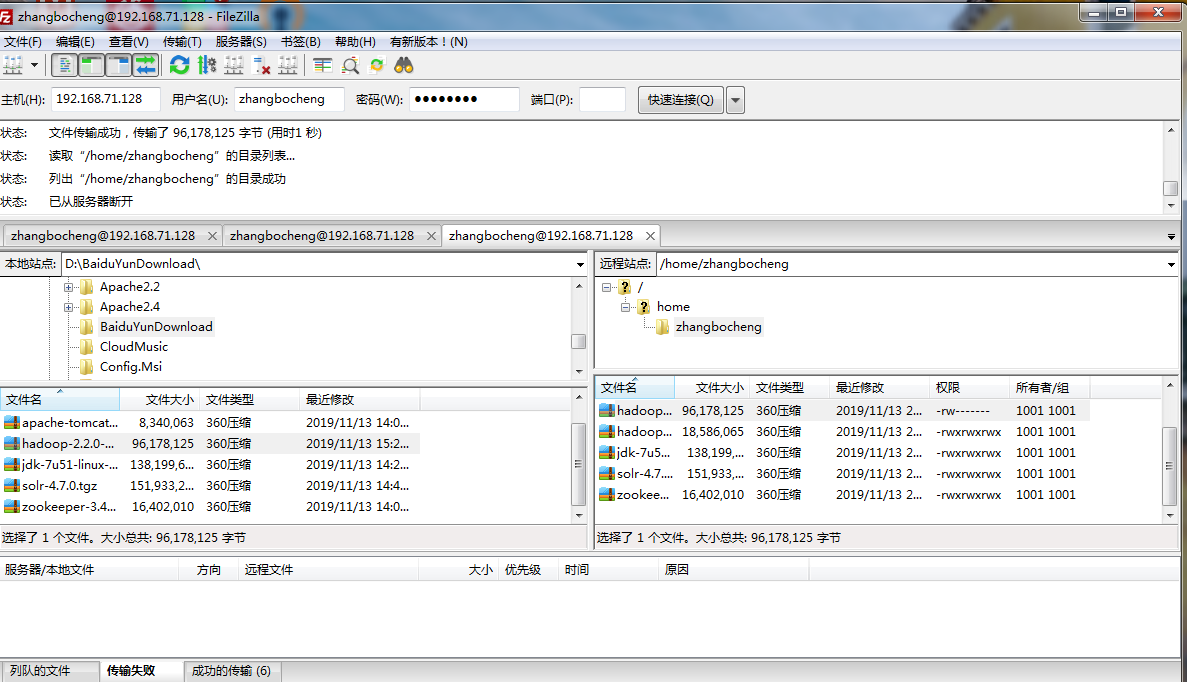 zhangbocheng@192.168.71.128 - FileZilla
文件(F) 编辑(E) 查看(V) 传输(T) 服务器(S) 书签(B) 帮助(H) 有新版本！(N)
主机(H): 192.168.71.128 用户名(U): zhangbocheng 密码(W): ●●●●●●●● 端口(P): 快速连接(Q)
状态: 文件传输成功，传输了 96,178,125 字节 (用时1 秒)
状态: 读取“/home/zhangbocheng”的目录列表...
状态: 列出“/home/zhangbocheng”的目录成功
状态: 已从服务器断开
zhangbocheng@192.168.71.128 zhangbocheng@192.168.71.128 zhangbocheng@192.168.71.128
本地站点: D:\BaiduYunDownload\
Apache2.2
Apache2.4
BaiduYunDownload
CloudMusic
Config.Msi
文件名 文件大小 文件类型 最近修改
apache-tomcat... 8,340,063 360压缩 2019/11/13 14:0...
hadoop-2.2.0-... 96,178,125 360压缩 2019/11/13 15:2...
jdk-7u51-linux-... 138,199,6... 360压缩 2019/11/13 14:2...
solr-4.7.0.tgz 151,933,2... 360压缩 2019/11/13 14:4...
zookeeper-3.4... 16,402,010 360压缩 2019/11/13 14:0...
选择了 1 个文件。大小总共: 96,178,125 字节
远程站点: /home/zhangbocheng
/
home
zhangbocheng
文件名 文件大小 文件类型 最近修改 权限 所有者/组
hadoop... 96,178,125 360压缩 2019/11/13 2... -rw------- 1001 1001
hadoo... 18,586,065 360压缩 2019/11/13 2... -rwxrwxrwx 1001 1001
jdk-7u5... 138,199,... 360压缩 2019/11/13 2... -rwxrwxrwx 1001 1001
solr-4.7... 151,933,... 360压缩 2019/11/13 2... -rwxrwxrwx 1001 1001
zookee... 16,402,010 360压缩 2019/11/13 2... -rwxrwxrwx 1001 1001
选择了 1 个文件。大小总共: 96,178,125 字节
服务器/本地文件 方向 远程文件 大小 优先级 时间 原因
列队的文件 传输失败 成功的传输 (6)